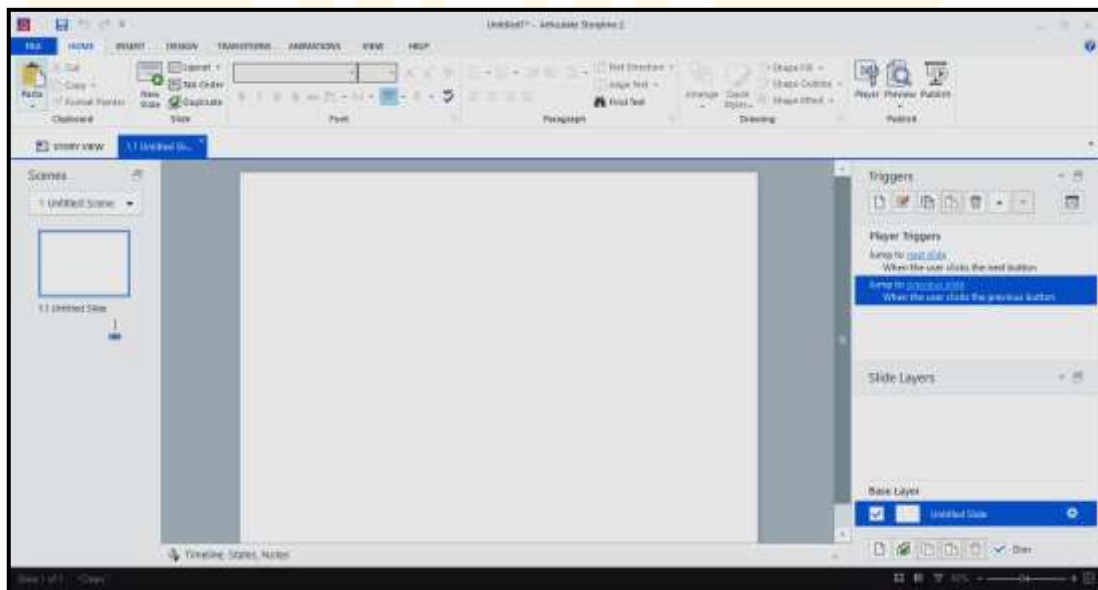 Untitled1* - Articulate Storyline 2
FILE HOME INSERT DESIGN TRANSITIONS ANIMATIONS VIEW HELP
Paste
Cut
Copy
Format Painter
Clipboard
New Slide
Layout
Tab Order
Duplicate
Slide
Font
Text Direction
Align Text
Find Text
Paragraph
Arrange
Quick Styles
Shape Fill
Shape Outline
Shape Effect
Drawing
Player Preview Publish
Publish
STORY VIEW
1.1 Untitled Sl...
Scenes
1 Untitled Scene
1.1 Untitled Slide
Triggers
Player Triggers
Jump to next slide
When the user clicks the next button
Jump to previous slide
When the user clicks the previous button
Slide Layers
Base Layer
Untitled Slide
Dim
Timeline, States, Notes
Slide 1 of 1